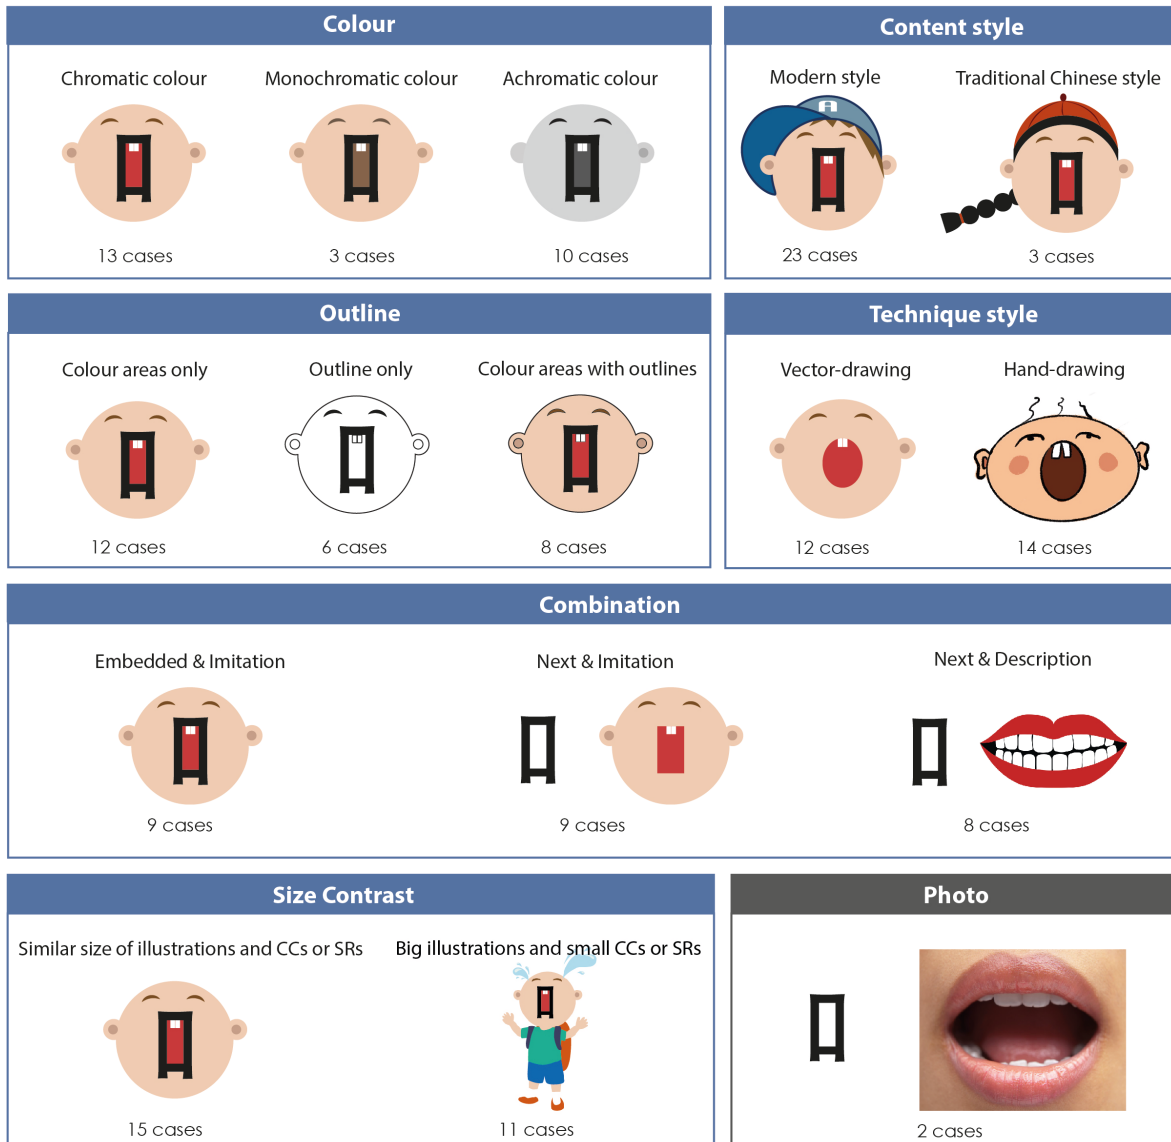 Colour
Chromatic colour
Monochromatic colour
Achromatic colour
13 cases
3 cases
10 cases
Content style
Modern style
Traditional Chinese style
23 cases
3 cases
Outline
Colour areas only
Outline only
Colour areas with outlines
12 cases
6 cases
8 cases
Technique style
Vector-drawing
Hand-drawing
12 cases
14 cases
Combination
Embedded & Imitation
Next & Imitation
Next & Description
9 cases
9 cases
8 cases
Size Contrast
Similar size of illustrations and CCs or SRs
Big illustrations and small CCs or SRs
15 cases
11 cases
Photo
2 cases